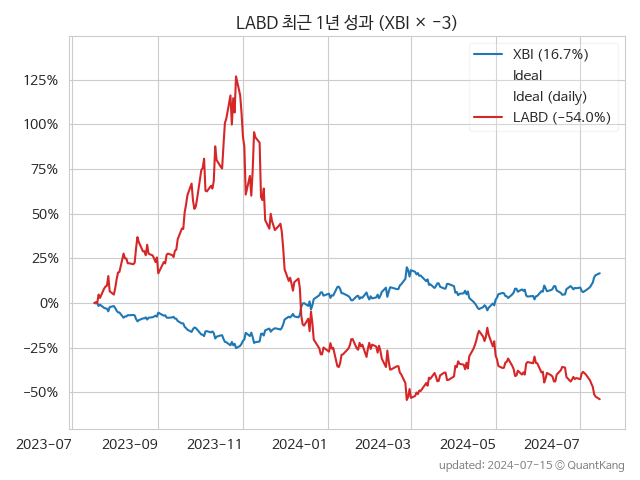 LABD 최근 1년 성과 (XBI × −3)
XBI (16.7%)
Ideal
Ideal (daily)
LABD (−54.0%)
125%
100%
75%
50%
25%
0%
−25%
−50%
2023−07
2023−09
2023−11
2024−01
2024−03
2024−05
2024−07
updated: 2024−07−15 © QuantKang